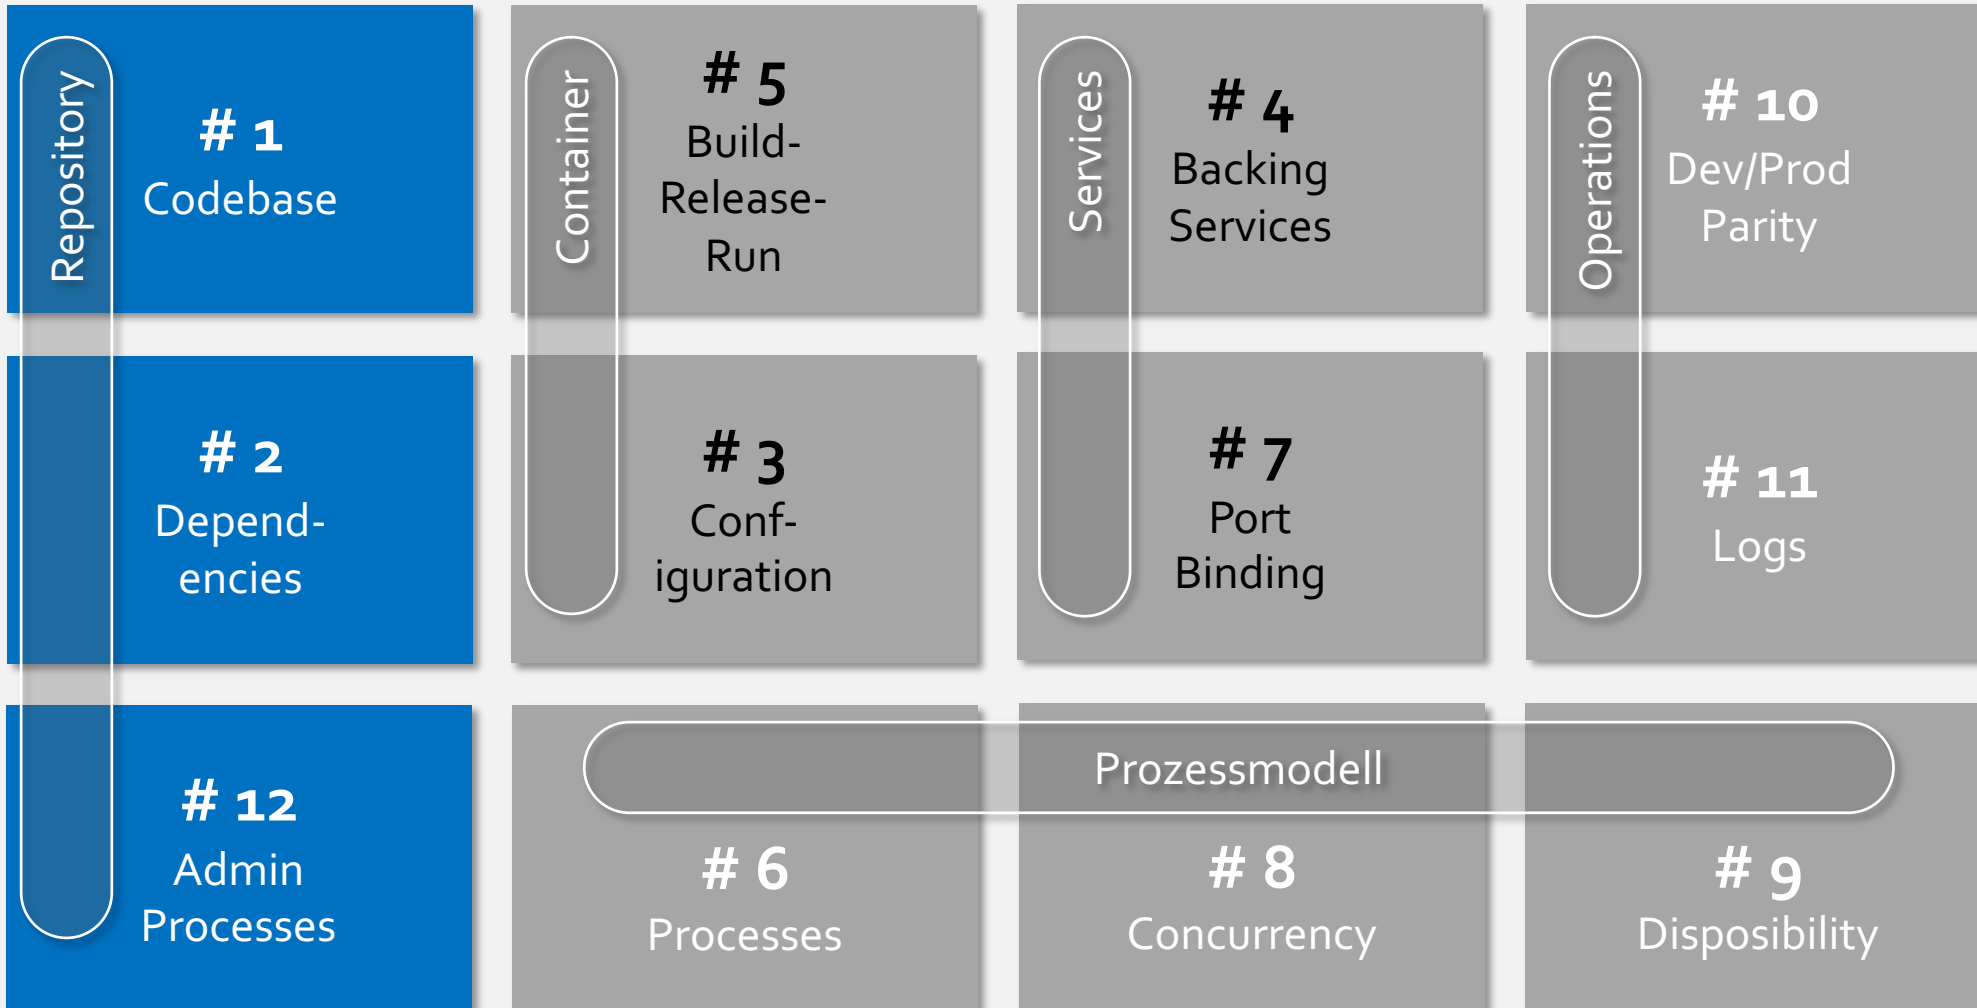 Repository
# 1
Codebase
Container
# 5
Build-
Release-
Run
Services
# 4
Backing
Services
Operations
# 10
Dev/Prod
Parity
# 2
Depend-
encies
# 3
Conf-
iguration
# 7
Port
Binding
# 11
Logs
# 12
Admin
Processes
Prozessmodell
# 6
Processes
# 8
Concurrency
# 9
Disposibility